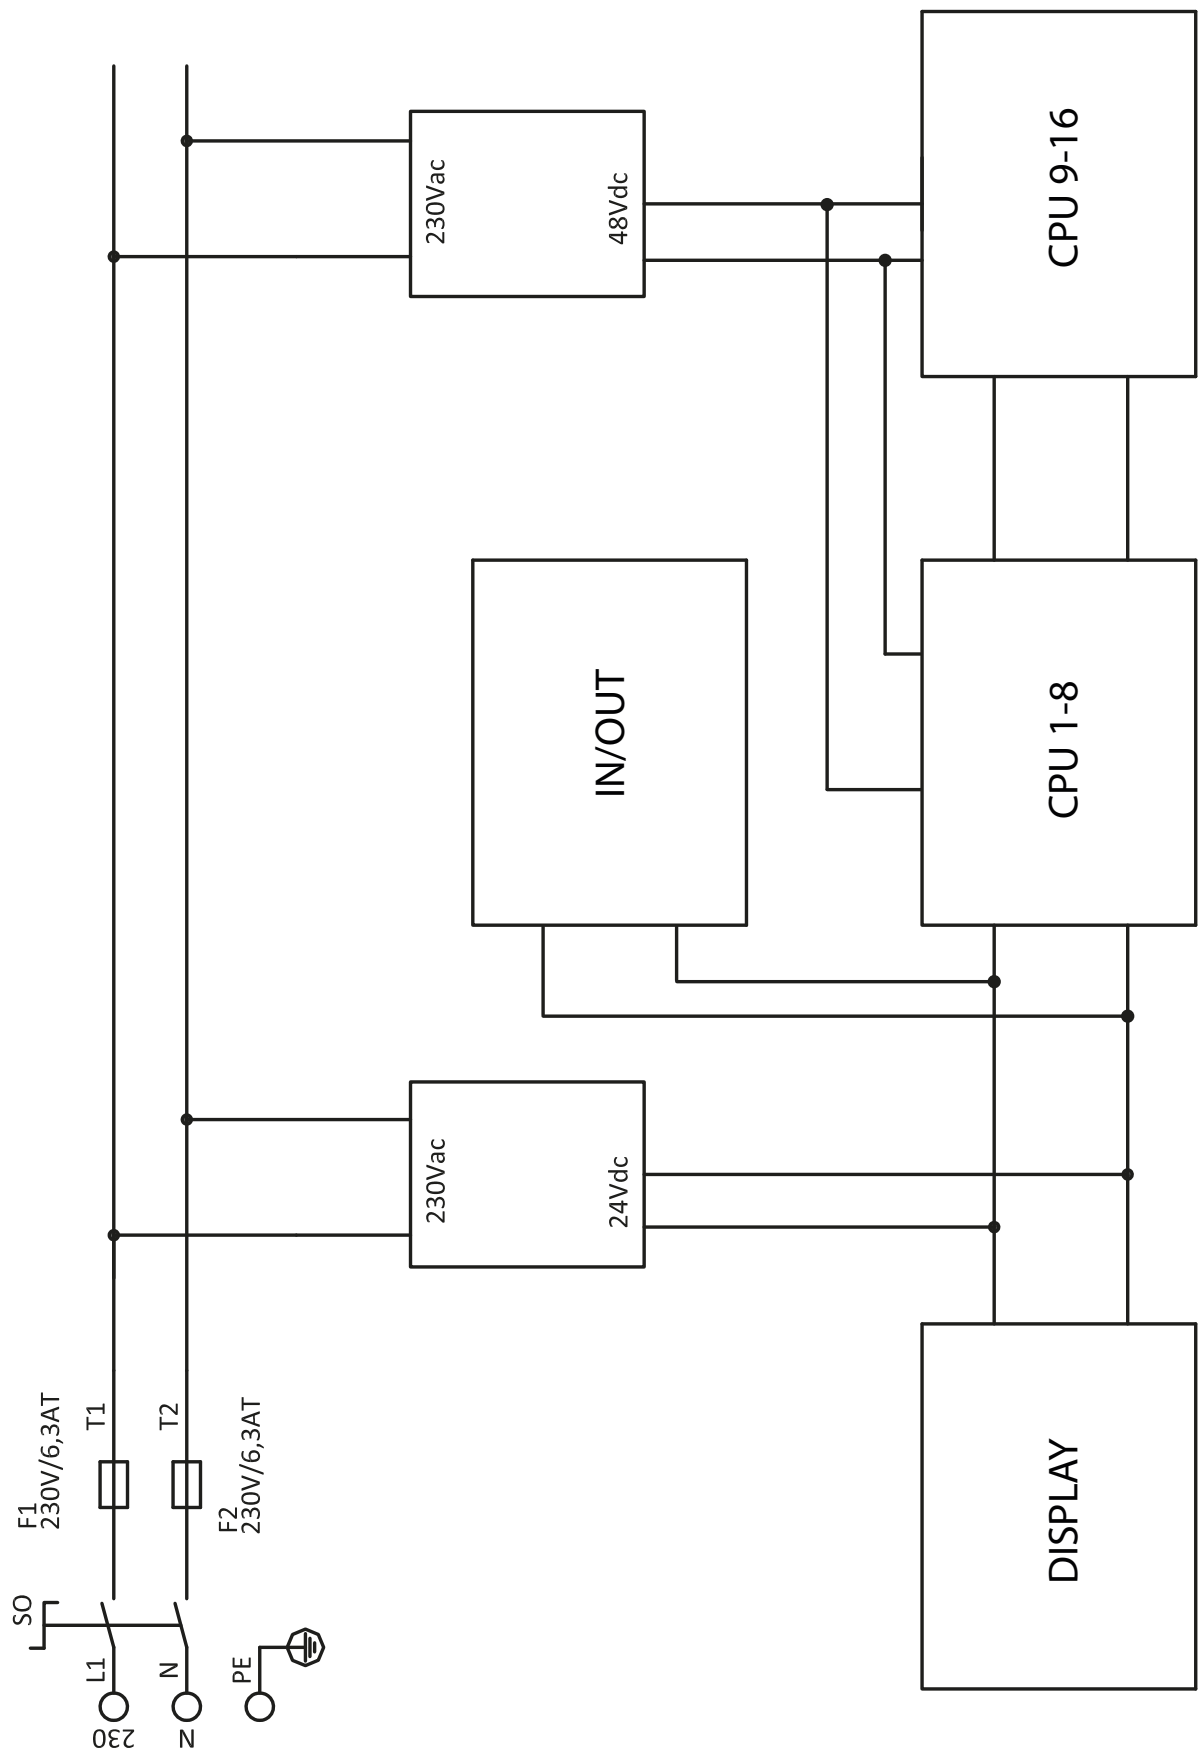 SO
L1
230
N
N
PE
F1
230V/6,3AT
T1
T2
F2
230V/6,3AT
230Vac
24Vdc
230Vac
48Vdc
IN/OUT
DISPLAY
CPU 1-8
CPU 9-16